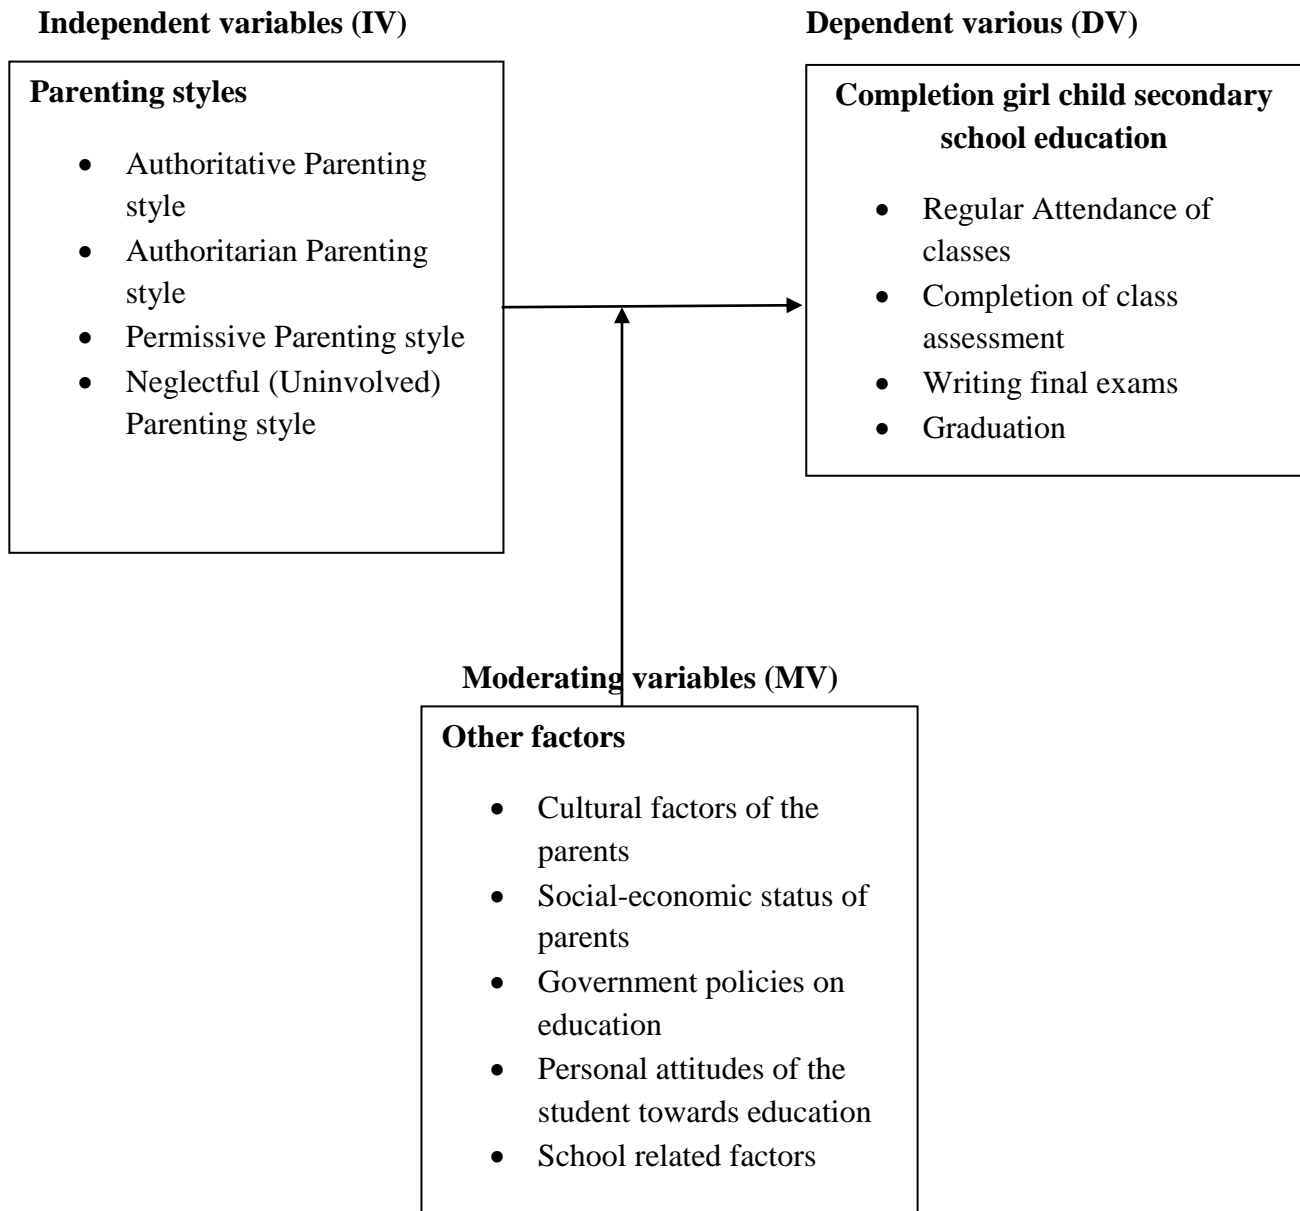 Independent variables (IV)
Dependent various (DV)
Parenting styles
• Authoritative Parenting
style
• Authoritarian Parenting
style
• Permissive Parenting style
• Neglectful (Uninvolved)
Parenting style
Completion girl child secondary
school education
• Regular Attendance of
classes
• Completion of class
assessment
• Writing final exams
• Graduation
Moderating variables (MV)
Other factors
• Cultural factors of the
parents
• Social-economic status of
parents
• Government policies on
education
• Personal attitudes of the
student towards education
• School related factors